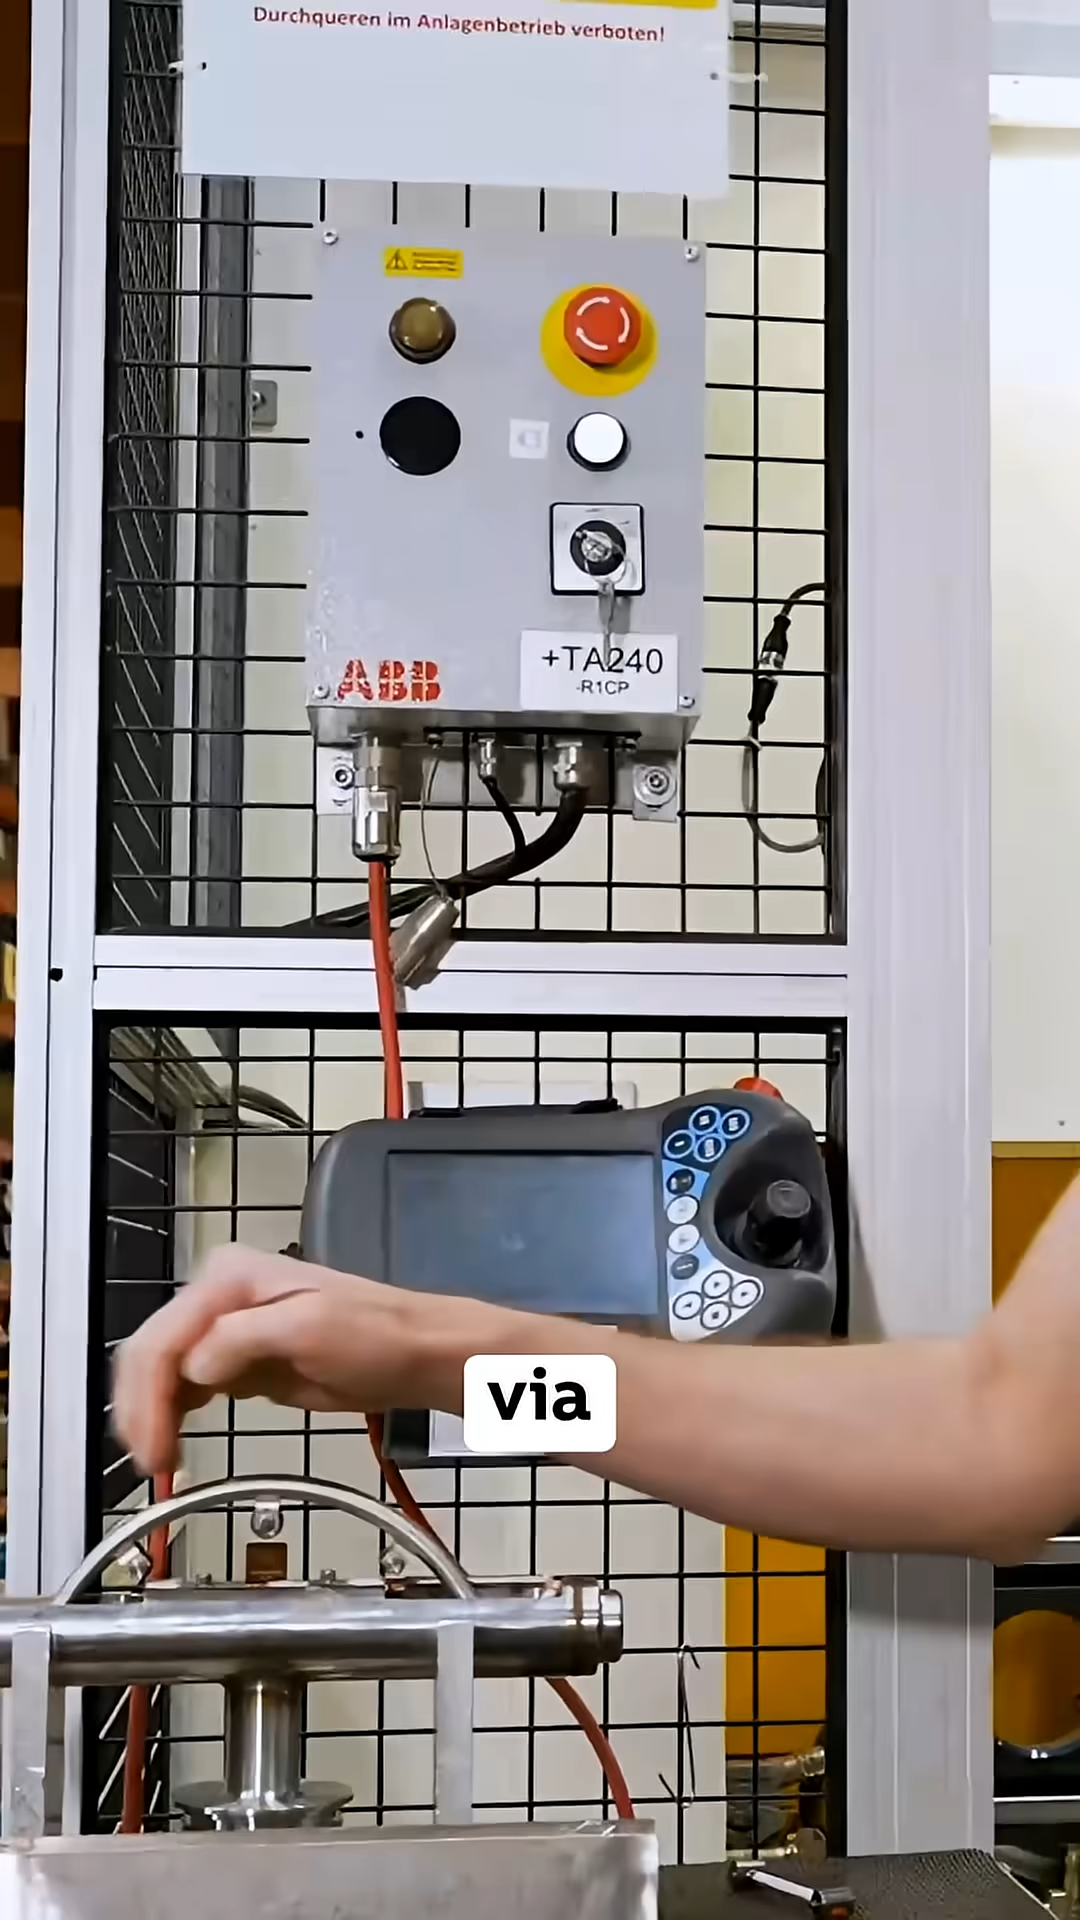 Durchqueren im Anlagenbetrieb verboten!
ABB
+TA240
-R1CP
via